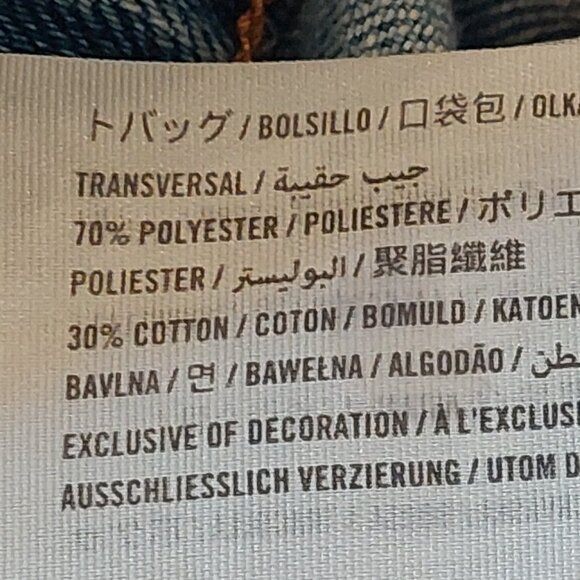 トバッグ / BOLSILLO / 口袋包 / OLKA
TRANSVERSAL / جيب حقيبة
70% POLYESTER / POLIESTERE / ポリエ
POLIESTER / البوليستر / 聚脂纖維
30% COTTON / COTON / BOMULD / KATOEN
BAVLNA / 면 / BAWEŁNA / ALGODÃO / طن
EXCLUSIVE OF DECORATION / À L'EXCLUSI
AUSSCHLIESSLICH VERZIERUNG / UTOM D